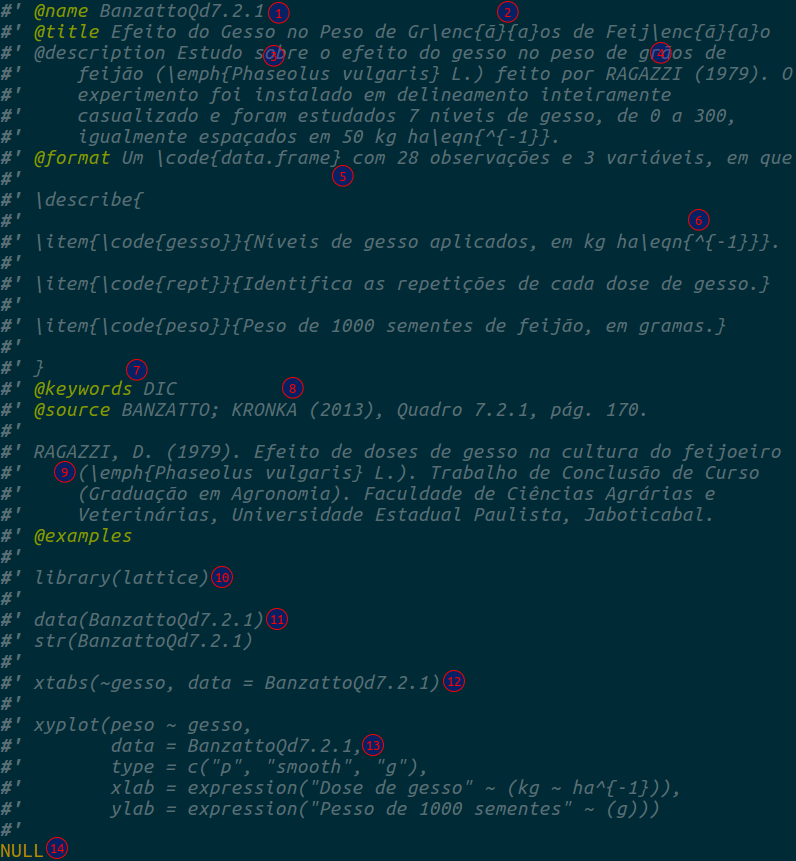 #' @name BanzattoQd7.2.1 1 2
#' @title Efeito do Gesso no Peso de Gr\enc{ã}{a}os de Feij\enc{ã}{a}o
#' @description Estudo sobre o efeito do gesso no peso de grãos de
#' feijão (\emph{Phaseolus vulgaris} L.) feito por RAGAZZI (1979). O
#' experimento foi instalado em delineamento inteiramente
#' casualizado e foram estudados 7 níveis de gesso, de 0 a 300,
#' igualmente espaçados em 50 kg ha\eqn{^{-1}}.
#' @format Um \code{data.frame} com 28 observações e 3 variáveis, em que
#' 5
#' \describe{
#' 6
#' \item{\code{gesso}}{Níveis de gesso aplicados, em kg ha\eqn{^{-1}}}.
#'
#' \item{\code{rept}}{Identifica as repetições de cada dose de gesso.}
#'
#' \item{\code{peso}}{Peso de 1000 sementes de feijão, em gramas.}
#'
#' } 7
#' @keywords DIC 8
#' @source BANZATTO; KRONKA (2013), Quadro 7.2.1, pág. 170.
#'
#' RAGAZZI, D. (1979). Efeito de doses de gesso na cultura do feijoeiro
#' 9 (\emph{Phaseolus vulgaris} L.). Trabalho de Conclusão de Curso
#' (Graduação em Agronomia). Faculdade de Ciências Agrárias e
#' Veterinárias, Universidade Estadual Paulista, Jaboticabal.
#' @examples
#'
#' library(lattice) 10
#'
#' data(BanzattoQd7.2.1) 11
#' str(BanzattoQd7.2.1)
#'
#' xtabs(~gesso, data = BanzattoQd7.2.1) 12
#'
#' xyplot(peso ~ gesso,
#' data = BanzattoQd7.2.1, 13
#' type = c("p", "smooth", "g"),
#' xlab = expression("Dose de gesso" ~ (kg ~ ha^{-1})),
#' ylab = expression("Pesso de 1000 sementes" ~ (g)))
#'
NULL 14